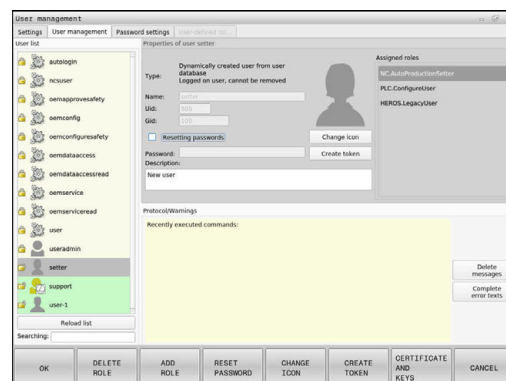 User management
Settings
User management
Password settings
User list
Properties of user setter
autologin
ncsuser
oemapprovesafety
oemconfig
oemconfiguresafety
oemdataaccess
oemdataaccessread
oemservice
oemserviceread
user
useradmin
setter
support
user-1
Reload list
Searching:
Type:
Dynamically created user from user
database
Logged on user, cannot be removed
Name:
setter
Uid:
Gid:
100
Resetting passwords
Change icon
Password:
Create token
Description:
New user
Assigned roles
NC.AutoProductionSetter
PLC.ConfigureUser
HEROS.LegacyUser
Protocol/Warnings
Recently executed commands:
Delete
messages
Complete
error texts
OK
DELETE
ROLE
ADD
ROLE
RESET
PASSWORD
CHANGE
ICON
CREATE
TOKEN
CERTIFICATE
AND
KEYS
CANCEL